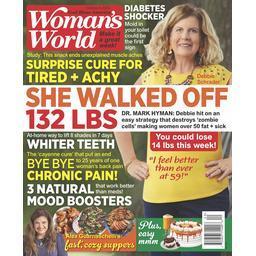 Woman's
World
Make it a
great week!
DIABETES
SHOCKER
Mold in
your toilet
could be
the first
sign
Study: This snack ends unexplained muscle aches
SURPRISE CURE FOR
TIRED + ACHY
Debbie
Schrader
SHE WALKED OFF
132 LBS
DR. MARK HYMAN: Debbie hit on an
easy strategy that destroys 'zombie
cells' making women over 50 fat + sick
At-home way to lift 8 shades in 7 days
WHITER TEETH
The 'cayenne cure' that put an end
BYE BYE to 25 years of one
woman's back pain
CHRONIC PAIN!
3 NATURAL that work better
than meds!
MOOD BOOSTERS
You could lose
14 lbs this week!
"I feel better
than ever
at 59!"
Alex Guarnaschelli's
fast, cozy suppers
Plus,
easy
mmm